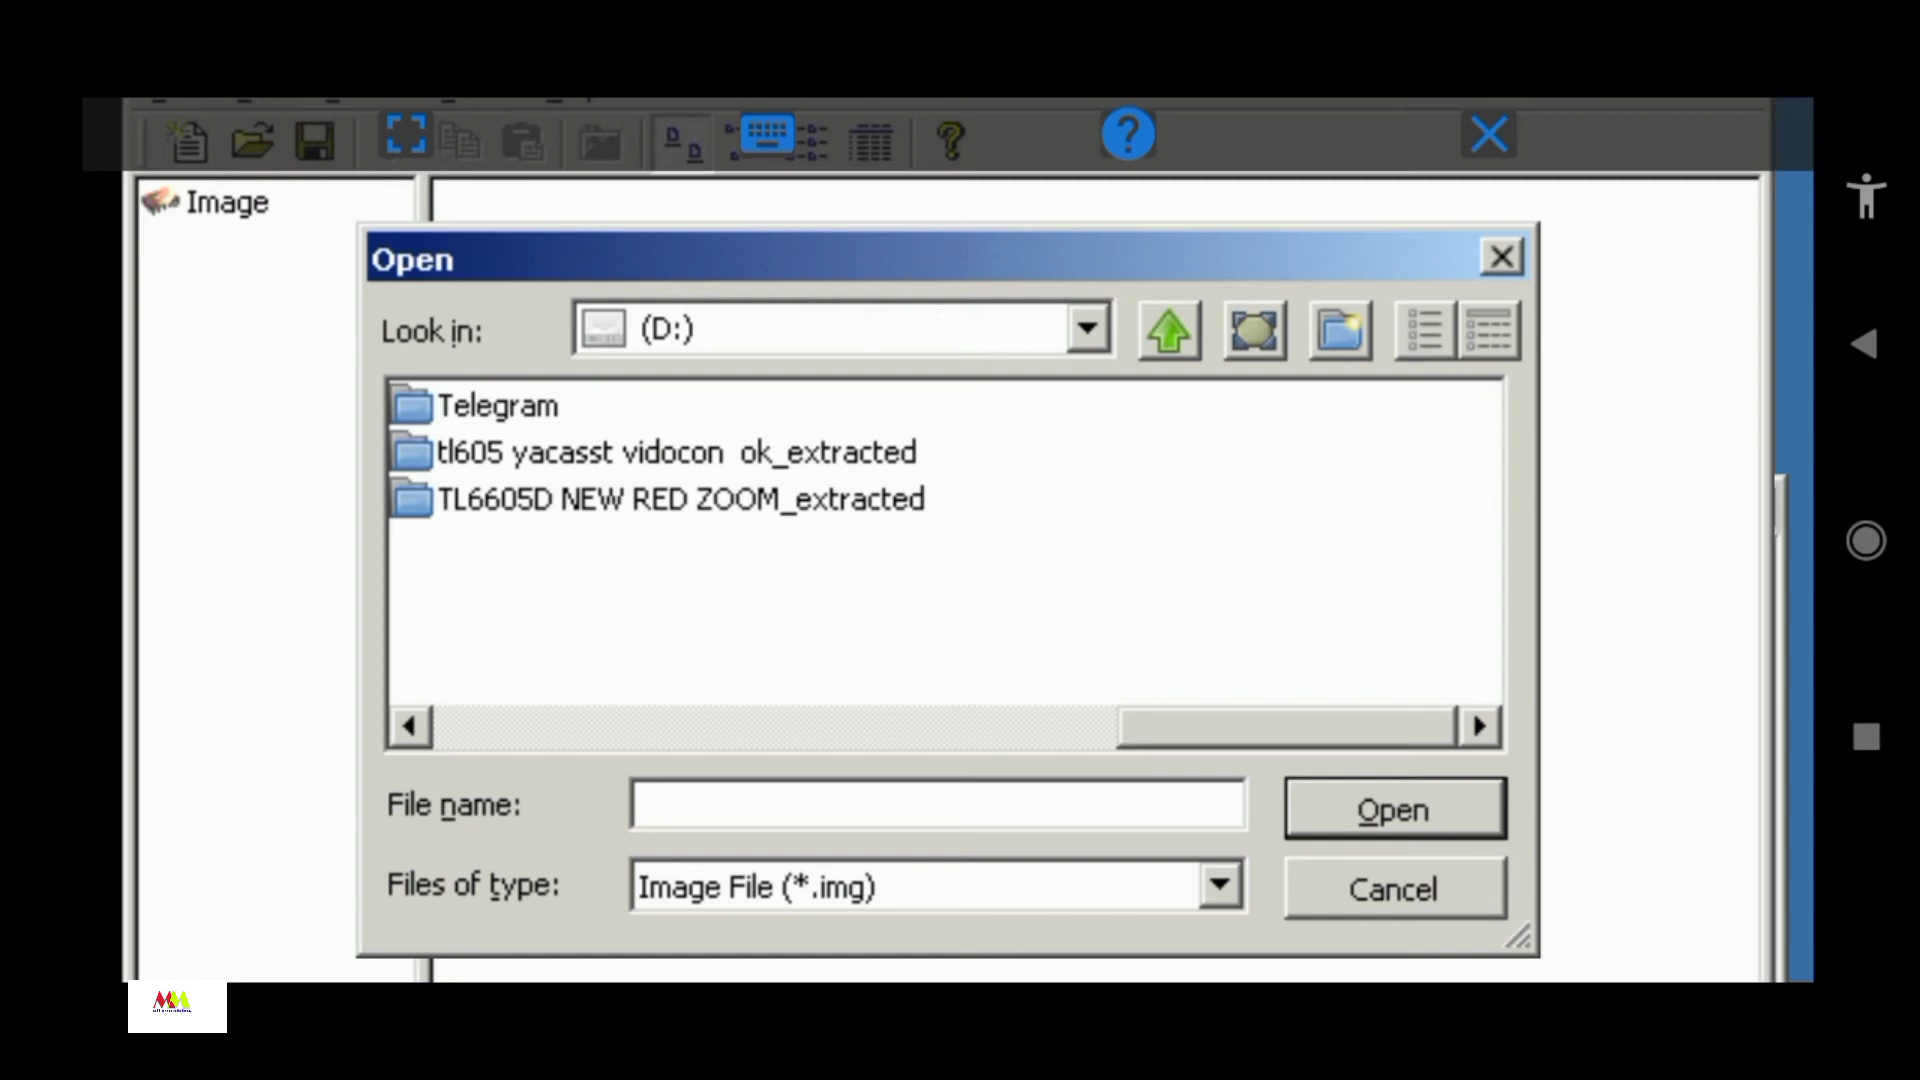 Image
Open
Look in:
(D:)
Telegram
tl605 yacasst vidocon  ok_extracted
TL6605D NEW RED ZOOM_extracted
File name:
Open
Files of type:
Image File (*.img)
Cancel
MM